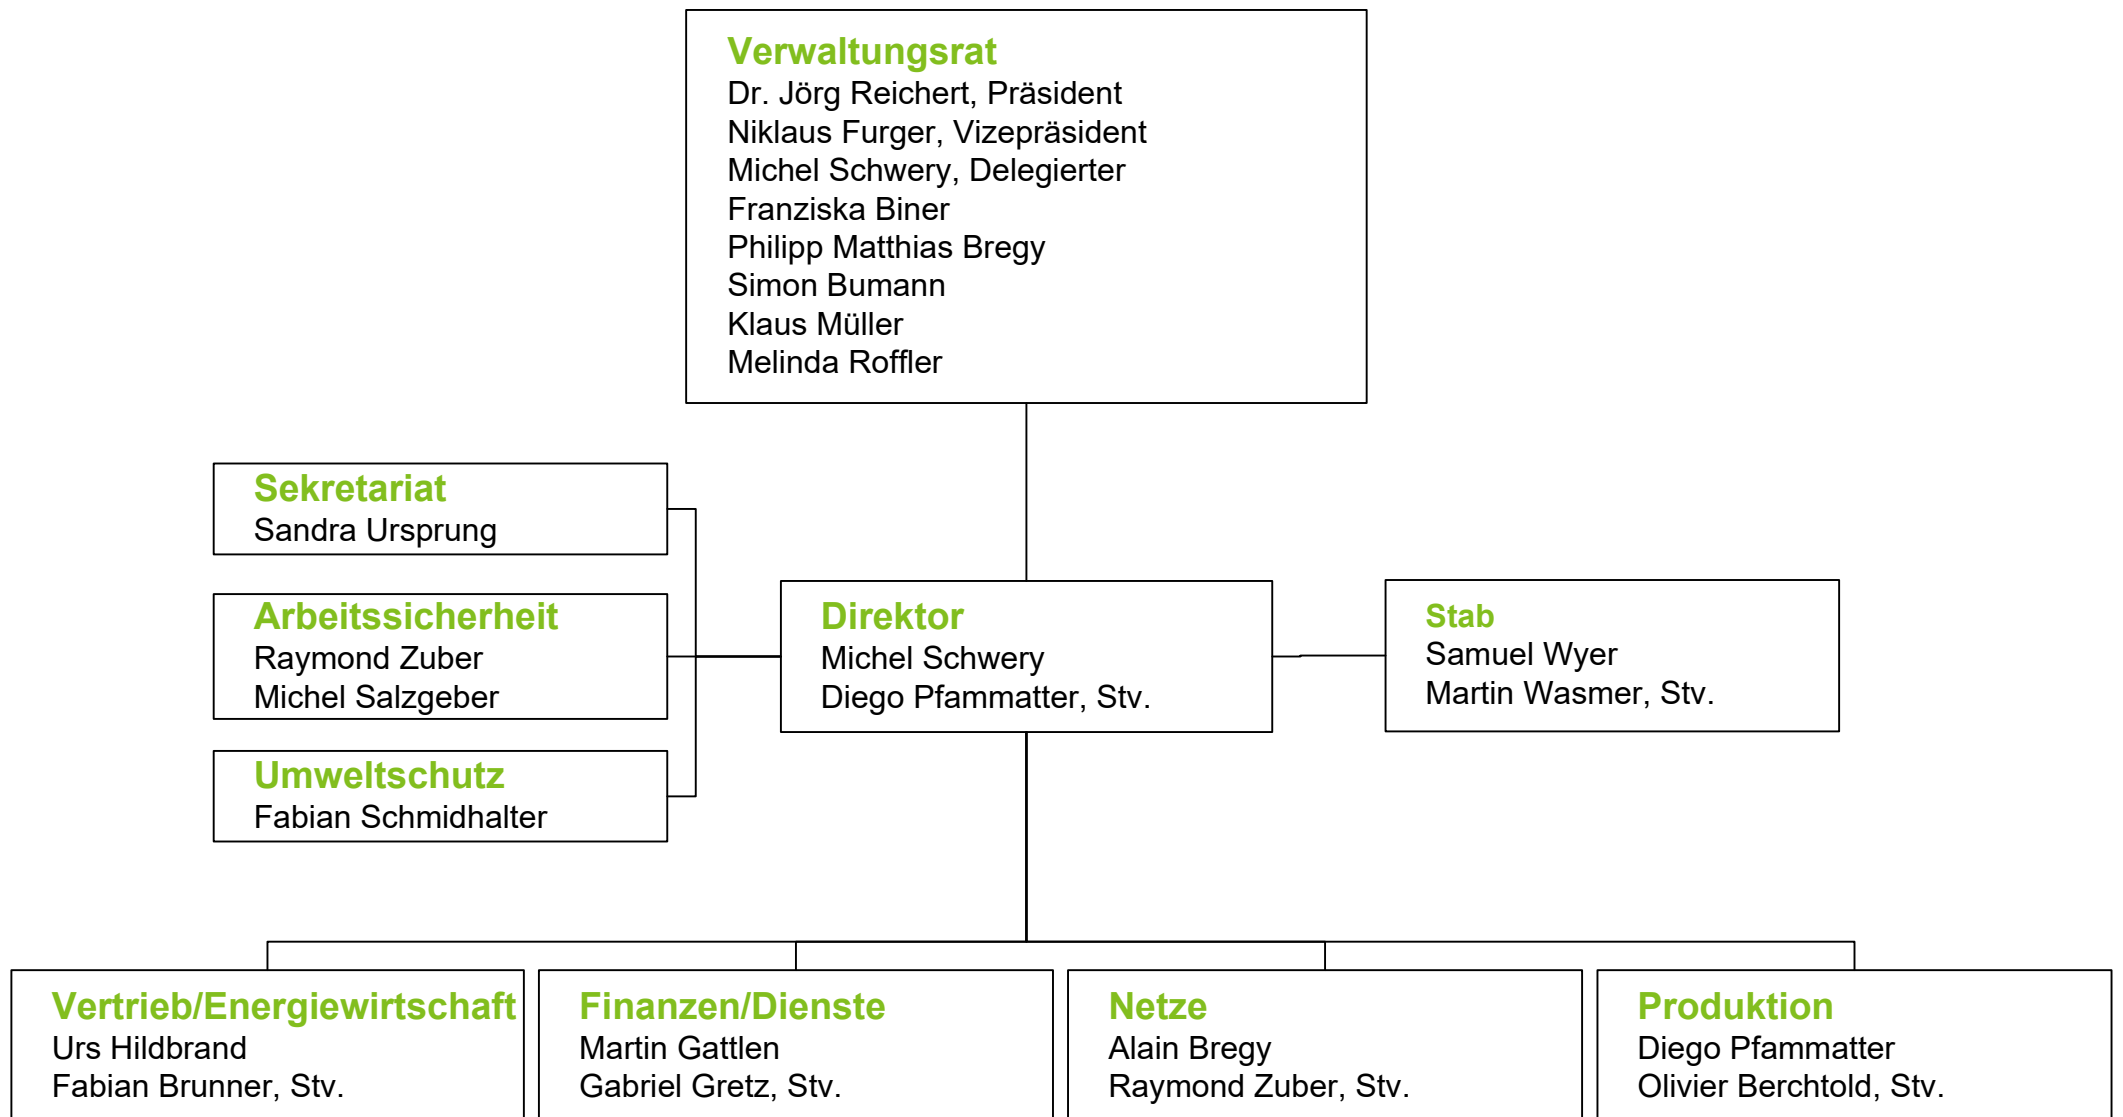 Verwaltungsrat
Dr. Jörg Reichert, Präsident
Niklaus Furger, Vizepräsident
Michel Schwery, Delegierter
Franziska Biner
Philipp Matthias Bregy
Simon Bumann
Klaus Müller
Melinda Roffler
Sekretariat
Sandra Ursprung
Arbeitssicherheit
Raymond Zuber
Michel Salzgeber
Umweltschutz
Fabian Schmidhalter
Direktor
Michel Schwery
Diego Pfammatter, Stv.
Stab
Samuel Wyer
Martin Wasmer, Stv.
Vertrieb/Energiewirtschaft
Urs Hildbrand
Fabian Brunner, Stv.
Finanzen/Dienste
Martin Gattlen
Gabriel Gretz, Stv.
Netze
Alain Bregy
Raymond Zuber, Stv.
Produktion
Diego Pfammatter
Olivier Berchtold, Stv.